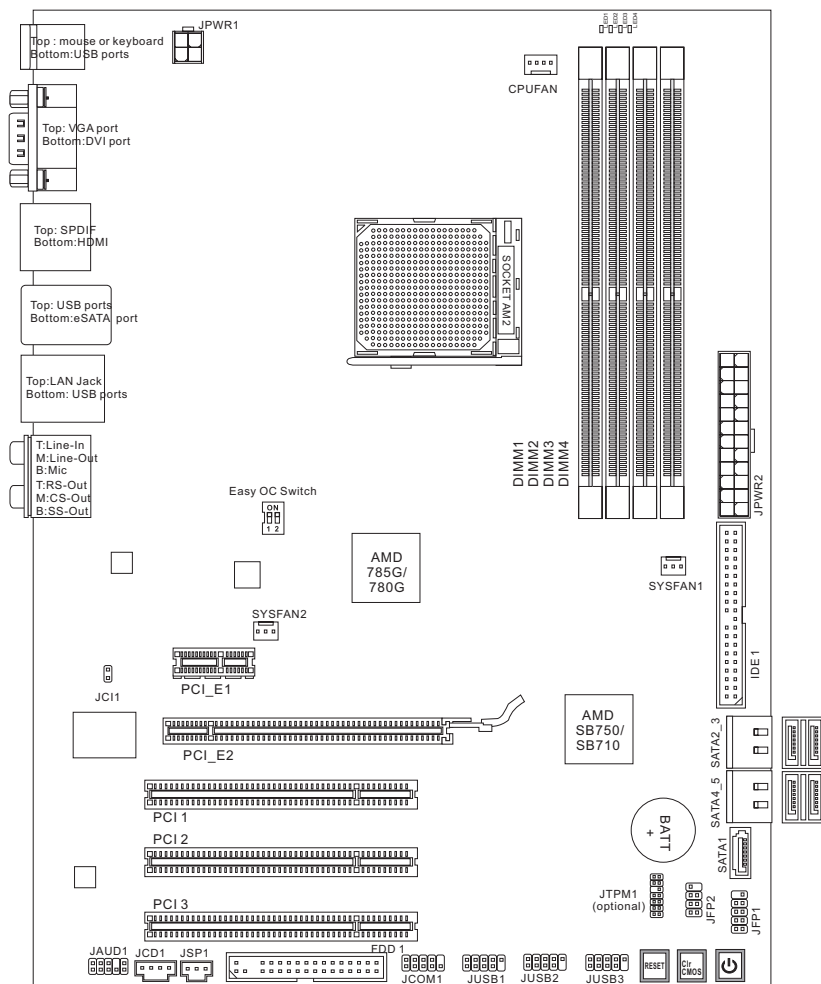 LED1
LED2
LED3
LED4
Top : mouse or keyboard
Bottom:USB ports
JPWR1
CPUFAN
Top: VGA port
Bottom:DVI port
Top: SPDIF
Bottom:HDMI
SOCKET AM2
Top: USB ports
Bottom:eSATA port
Top:LAN Jack
Bottom: USB ports
T:Line-In
M:Line-Out
B:Mic
T:RS-Out
M:CS-Out
B:SS-Out
DIMM1
DIMM2
DIMM3
DIMM4
JPWR2
Easy OC Switch
ON
1 2
AMD
785G/
780G
SYSFAN1
SYSFAN2
IDE 1
PCI_E1
JCI1
AMD
SB750/
SB710
PCI_E2
SATA2_3
SATA4_5
PCI 1
BATT
+
PCI 2
SATA1
JTPM1
(optional)
JFP2
JFP1
PCI 3
JAUD1
JCD1
JSP1
FDD 1
JCOM1
JUSB1
JUSB2
JUSB3
RESET
Clr
CMOS